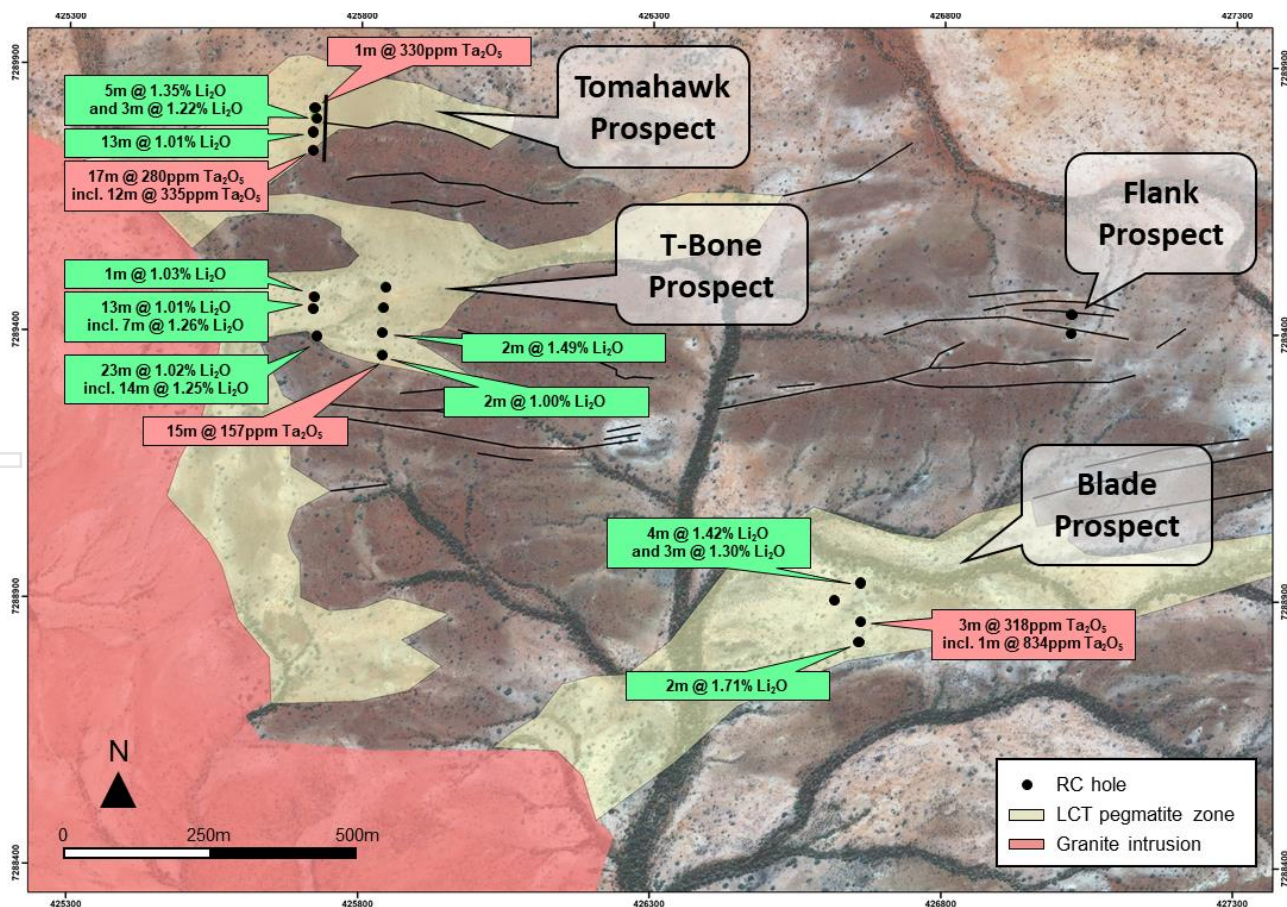 425300
425800
426300
426800
427300
7289900
7289900
1m @ 330ppm Ta₂O₅
5m @ 1.35% Li₂O
and 3m @ 1.22% Li₂O
13m @ 1.01% Li₂O
17m @ 280ppm Ta₂O₅
incl. 12m @ 335ppm Ta₂O₅
Tomahawk
Prospect
Flank
Prospect
T-Bone
Prospect
1m @ 1.03% Li₂O
13m @ 1.01% Li₂O
incl. 7m @ 1.26% Li₂O
7289400
7289400
2m @ 1.49% Li₂O
23m @ 1.02% Li₂O
incl. 14m @ 1.25% Li₂O
2m @ 1.00% Li₂O
15m @ 157ppm Ta₂O₅
Blade
Prospect
4m @ 1.42% Li₂O
and 3m @ 1.30% Li₂O
7288900
7288900
3m @ 318ppm Ta₂O₅
incl. 1m @ 834ppm Ta₂O₅
2m @ 1.71% Li₂O
N
0
250m
500m
RC hole
LCT pegmatite zone
Granite intrusion
7288400
7288400
425300
425800
426300
426800
427300